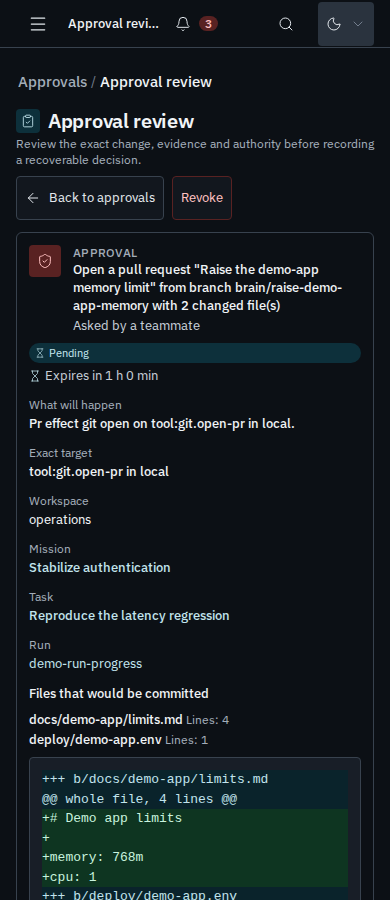 Approval revi...
3
Approvals / Approval review
Approval review
Review the exact change, evidence and authority before recording
a recoverable decision.
Back to approvals
Revoke
APPROVAL
Open a pull request "Raise the demo-app
memory limit" from branch brain/raise-demo-
app-memory with 2 changed file(s)
Asked by a teammate
Pending
Expires in 1 h 0 min
What will happen
Pr effect git open on tool:git.open-pr in local.
Exact target
tool:git.open-pr in local
Workspace
operations
Mission
Stabilize authentication
Task
Reproduce the latency regression
Run
demo-run-progress
Files that would be committed
docs/demo-app/limits.md Lines: 4
deploy/demo-app.env Lines: 1
+++ b/docs/demo-app/limits.md
@@ whole file, 4 lines @@
+# Demo app limits
+
+memory: 768m
+cpu: 1
+++ b/deploy/demo-app.env